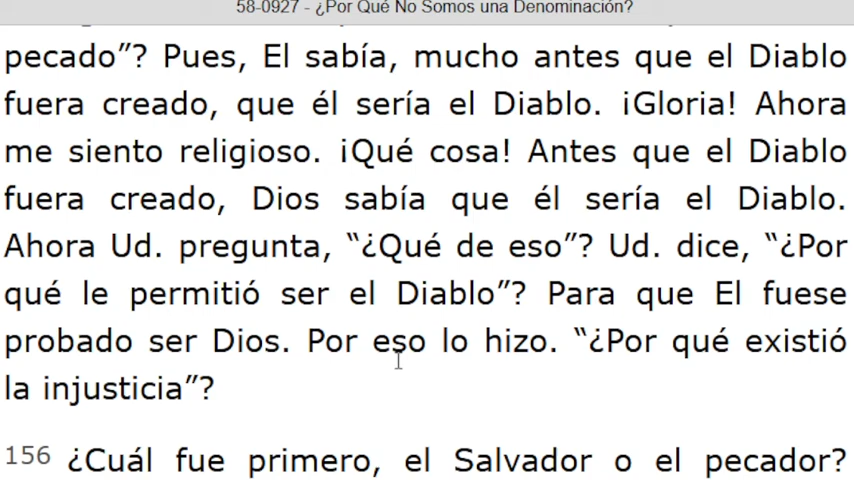 58-0927 - ¿Por Qué No Somos una Denominación?
pecado”? Pues, El sabía, mucho antes que el Diablo
fuera creado, que él sería el Diablo. ¡Gloria! Ahora
me siento religioso. ¡Qué cosa! Antes que el Diablo
fuera creado, Dios sabía que él sería el Diablo.
Ahora Ud. pregunta, “¿Qué de eso”? Ud. dice, “¿Por
qué le permitió ser el Diablo”? Para que El fuese
probado ser Dios. Por eso lo hizo. “¿Por qué existió
la injusticia”?
156 ¿Cuál fue primero, el Salvador o el pecador?